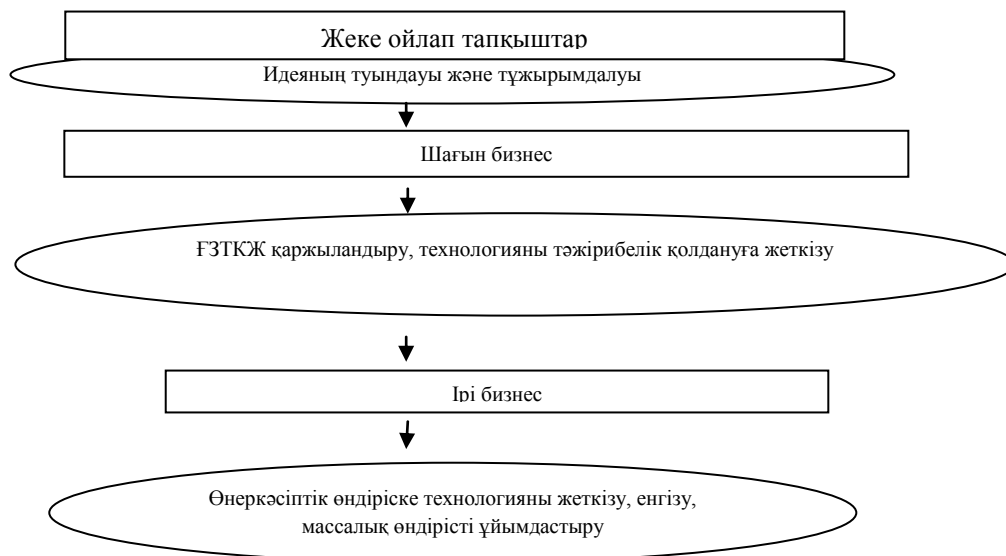 Жеке ойлап тапқыштар
Идеяның туындауы және тұжырымдалуы
Шағын бизнес
ҒЗТКЖ қаржыландыру, технологияны тәжірибелік қолдануға жеткізу
Ірі бизнес
Өнеркәсіптік өндіріске технологияны жеткізу, енгізу,
массалық өндірісті ұйымдастыру